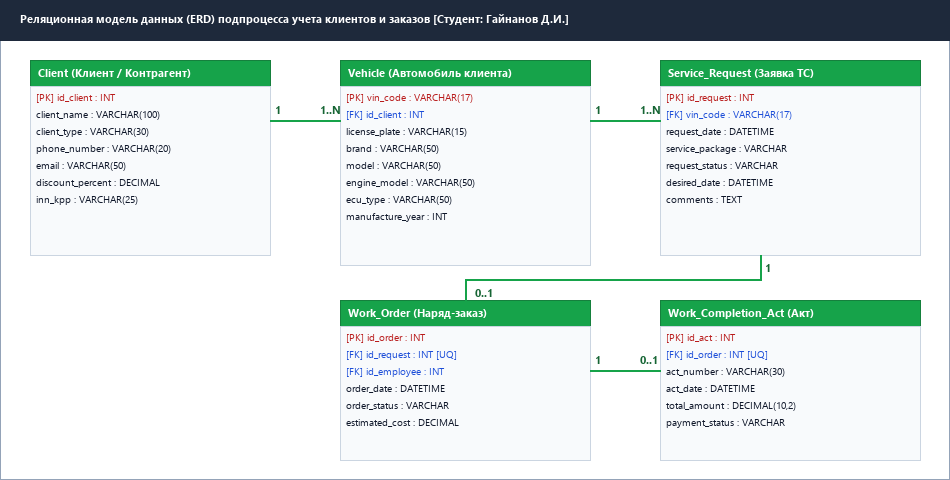 Реляционная модель данных (ERD) подпроцесса учета клиентов и заказов [Студент: Гайнанов Д.И.]
Client (Клиент / Контрагент)
[PK] id_client : INT
client_name : VARCHAR(100)
client_type : VARCHAR(30)
phone_number : VARCHAR(20)
email : VARCHAR(50)
discount_percent : DECIMAL
inn_kpp : VARCHAR(25)
1
1..N
Vehicle (Автомобиль клиента)
[PK] vin_code : VARCHAR(17)
[FK] id_client : INT
license_plate : VARCHAR(15)
brand : VARCHAR(50)
model : VARCHAR(50)
engine_model : VARCHAR(50)
ecu_type : VARCHAR(50)
manufacture_year : INT
1
1..N
Service_Request (Заявка ТС)
[PK] id_request : INT
[FK] vin_code : VARCHAR(17)
request_date : DATETIME
service_package : VARCHAR
request_status : VARCHAR
desired_date : DATETIME
comments : TEXT
1
0..1
Work_Order (Наряд-заказ)
[PK] id_order : INT
[FK] id_request : INT [UQ]
[FK] id_employee : INT
order_date : DATETIME
order_status : VARCHAR
estimated_cost : DECIMAL
1
0..1
Work_Completion_Act (Акт)
[PK] id_act : INT
[FK] id_order : INT [UQ]
act_number : VARCHAR(30)
act_date : DATETIME
total_amount : DECIMAL(10,2)
payment_status : VARCHAR